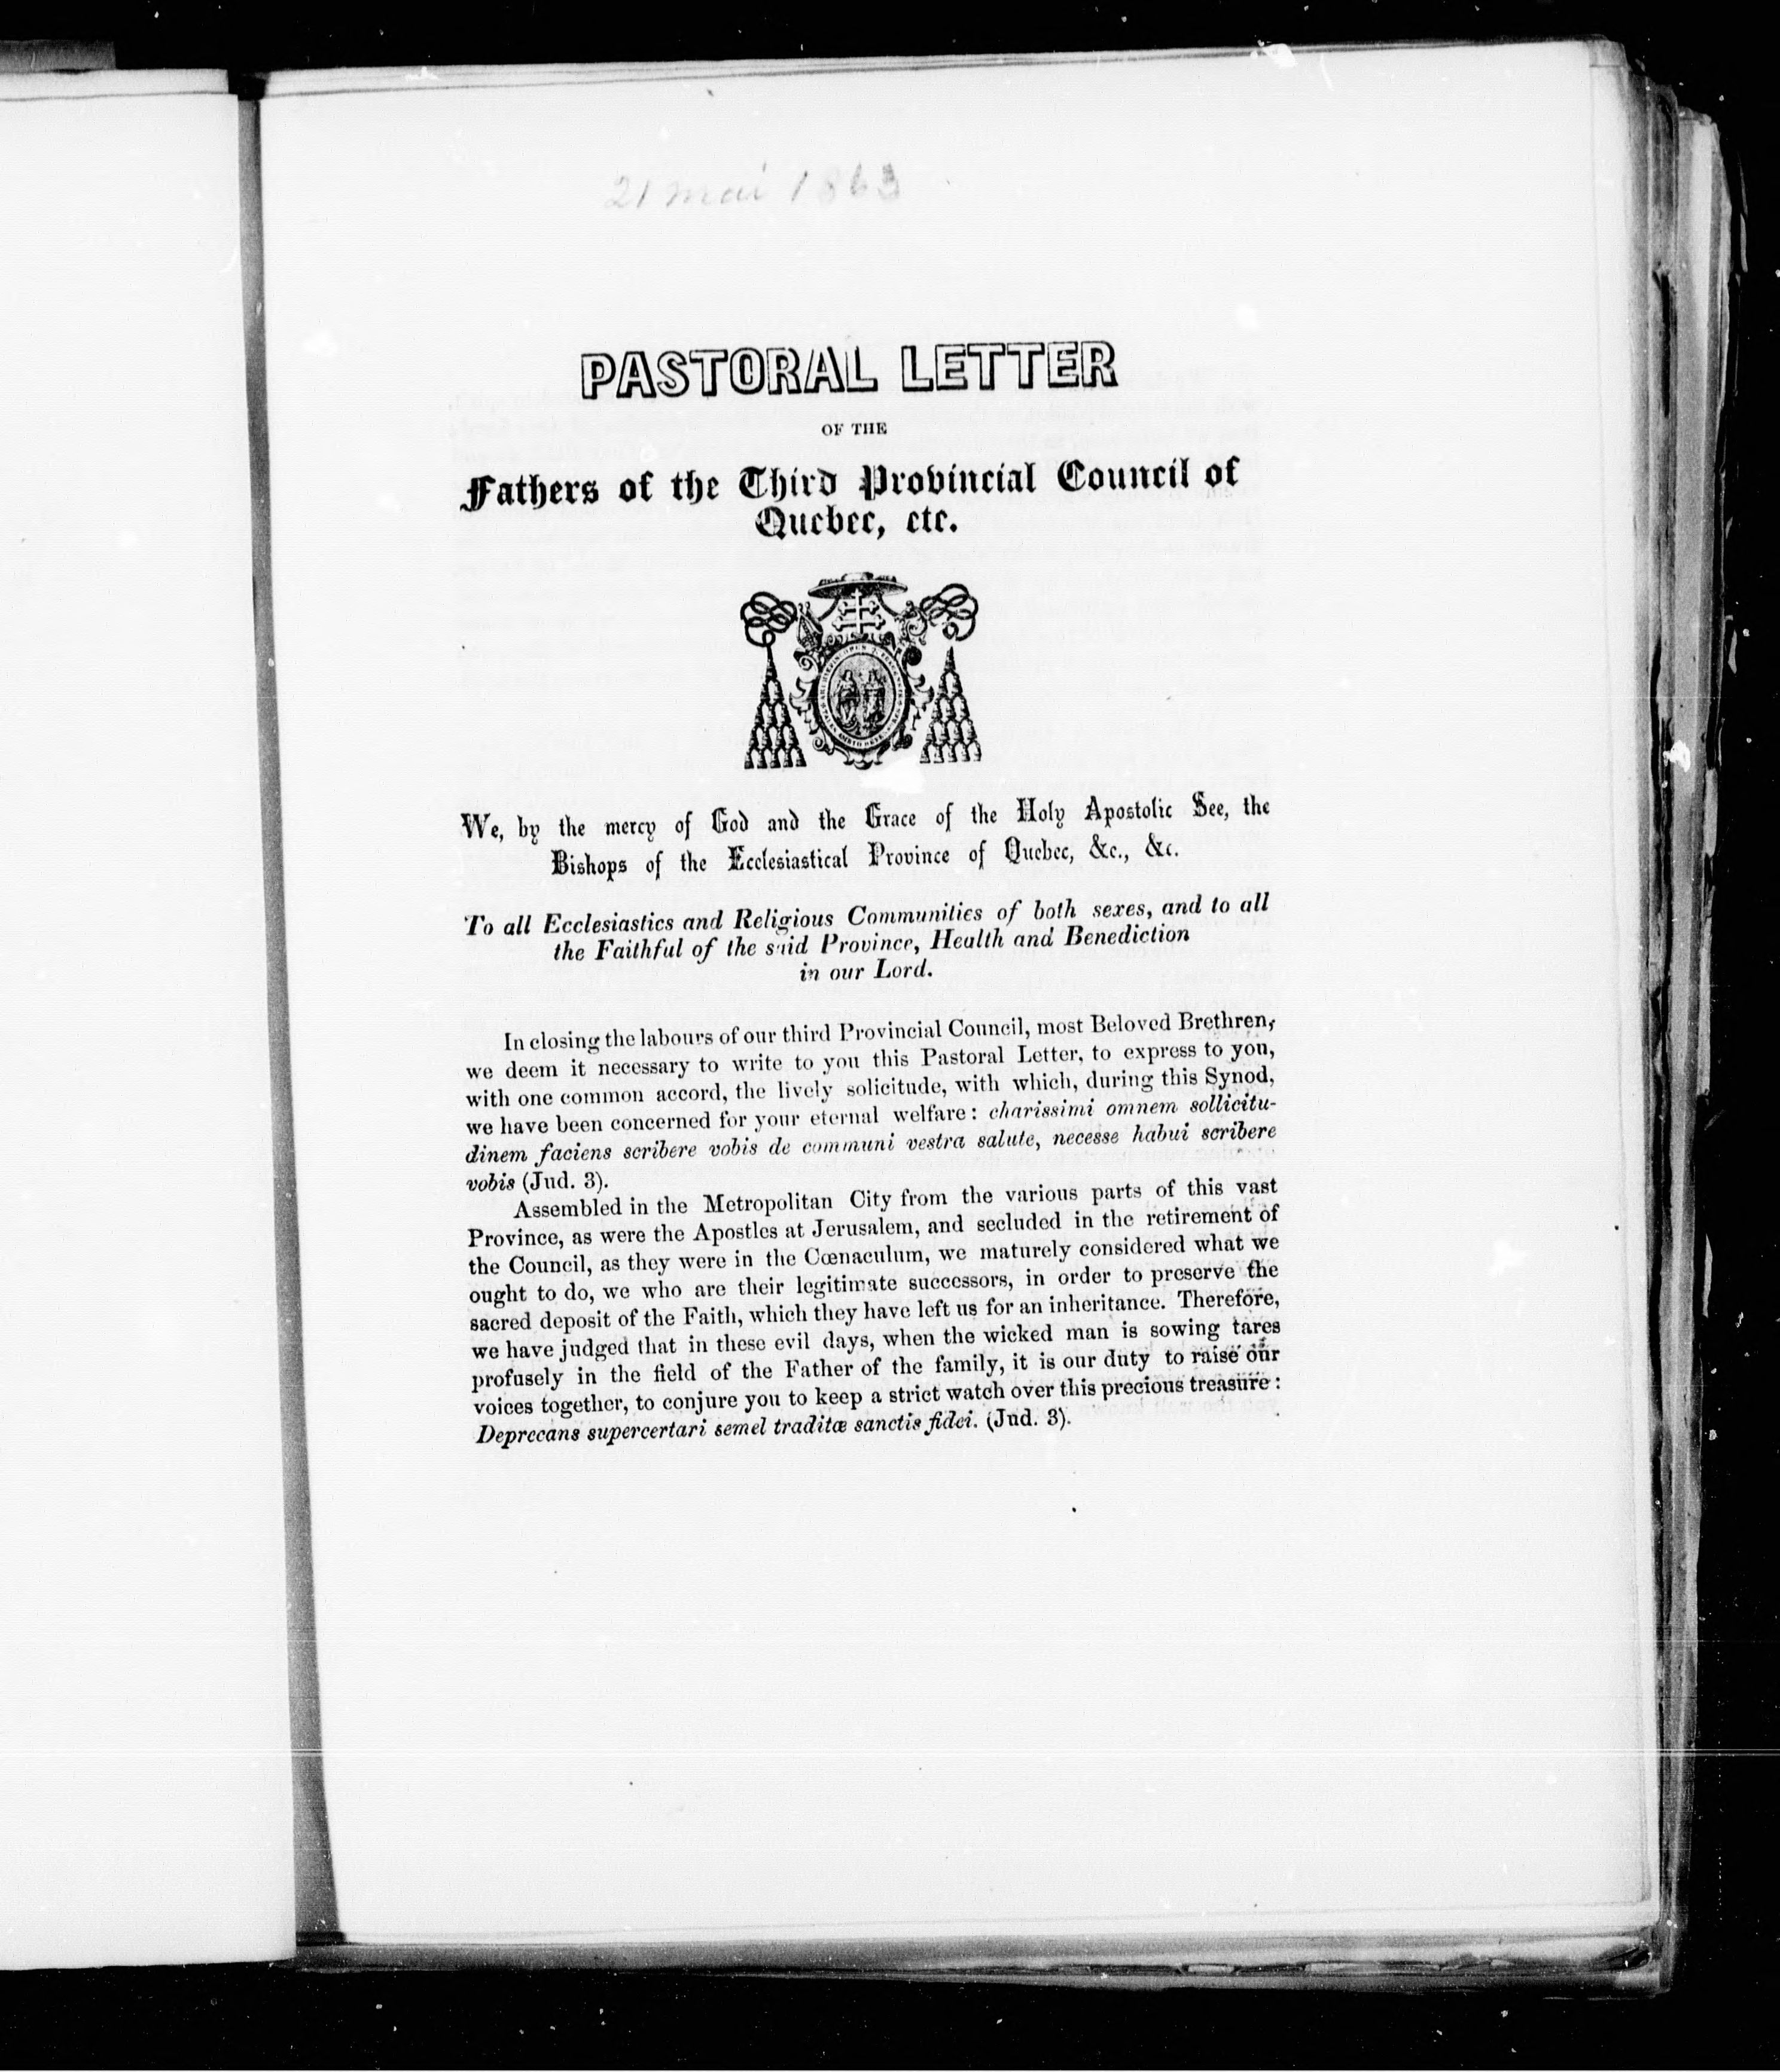 21 mai 1863
PASTORAL LETTER
OF THE
Fathers of the Third Provincial Council of
Quebec, etc.
We, by the mercy of God and the Grace of the Holy Apostolic See, the
Bishops of the Ecclesiastical Province of Quebec, &c., &c.
To all Ecclesiastics and Religious Communities of both sexes, and to all
the Faithful of the said Province, Health and Benediction
in our Lord.
In closing the labours of our third Provincial Council, most Beloved Brethren,
we deem it necessary to write to you this Pastoral Letter, to express to you,
with one common accord, the lively solicitude, with which, during this Synod,
we have been concerned for your eternal welfare: charissimi omnem sollicitu-
dinem faciens scribere vobis de communi vestra salute, necesse habui scribere
vobis (Jud. 3).
Assembled in the Metropolitan City from the various parts of this vast
Province, as were the Apostles at Jerusalem, and secluded in the retirement of
the Council, as they were in the Cœnaculum, we maturely considered what we
ought to do, we who are their legitimate successors, in order to preserve the
sacred deposit of the Faith, which they have left us for an inheritance. Therefore,
we have judged that in these evil days, when the wicked man is sowing tares
profusely in the field of the Father of the family, it is our duty to raise our
voices together, to conjure you to keep a strict watch over this precious treasure:
Deprecans supercertari semel traditæ sanctis fidei. (Jud. 3).